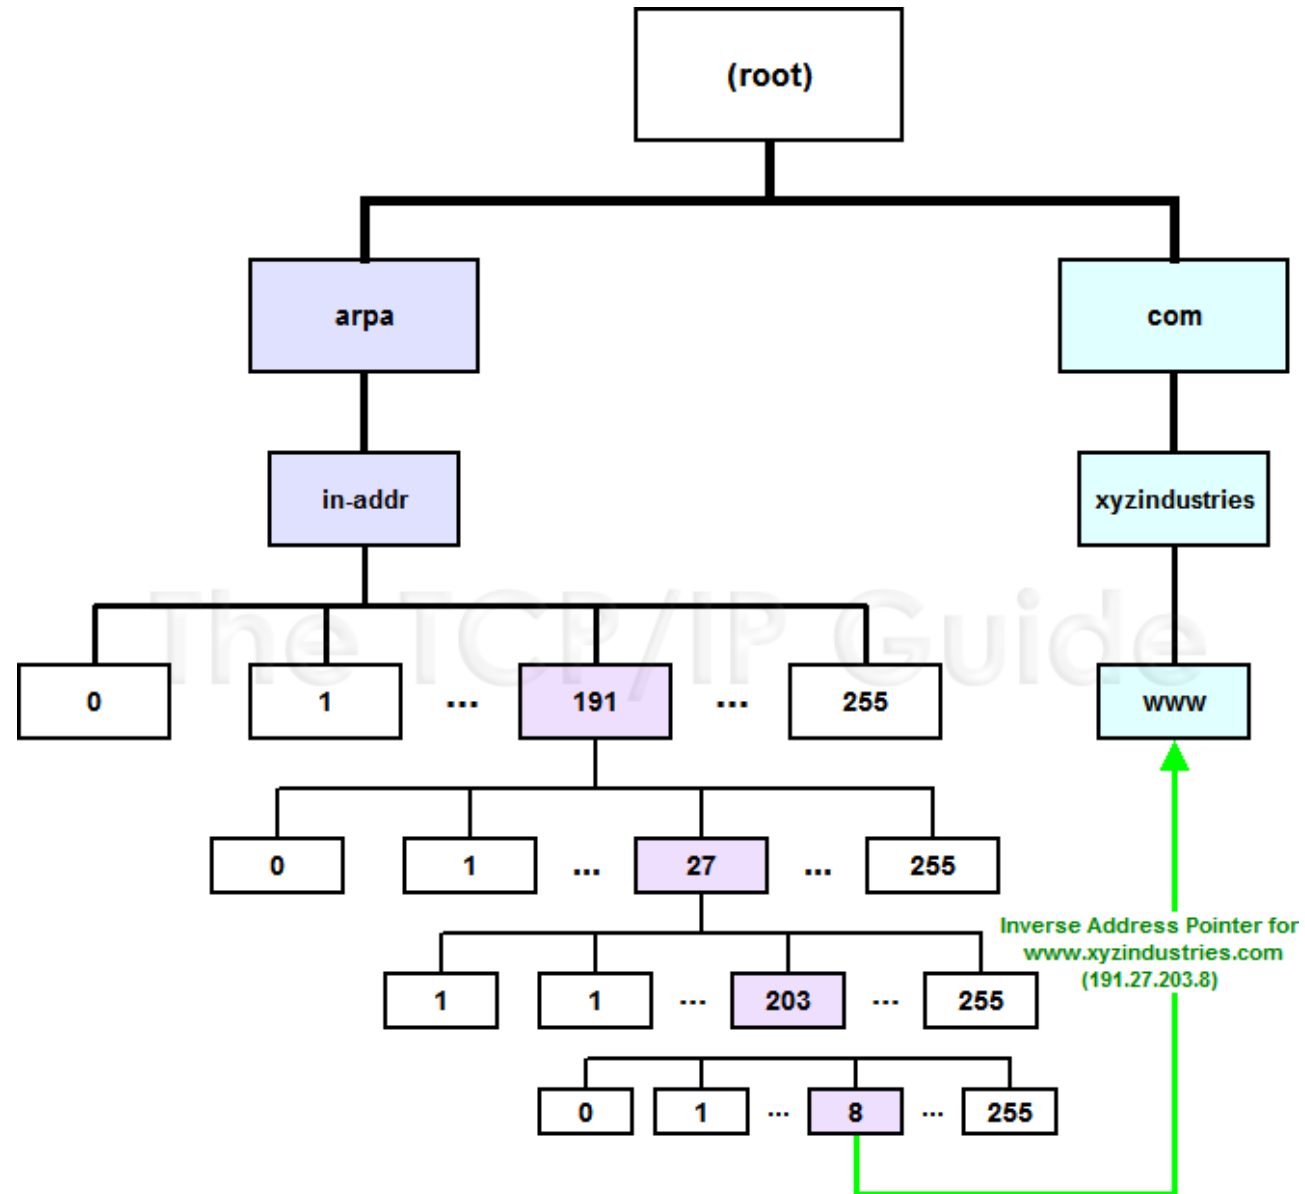 (root)
arpa
com
in-addr
xyzindustries
The TCP/IP Guide
0
1
...
191
...
255
www
0
1
...
27
...
255
Inverse Address Pointer for
www.xyzindustries.com
(191.27.203.8)
1
1
...
203
...
255
0
1
...
8
...
255